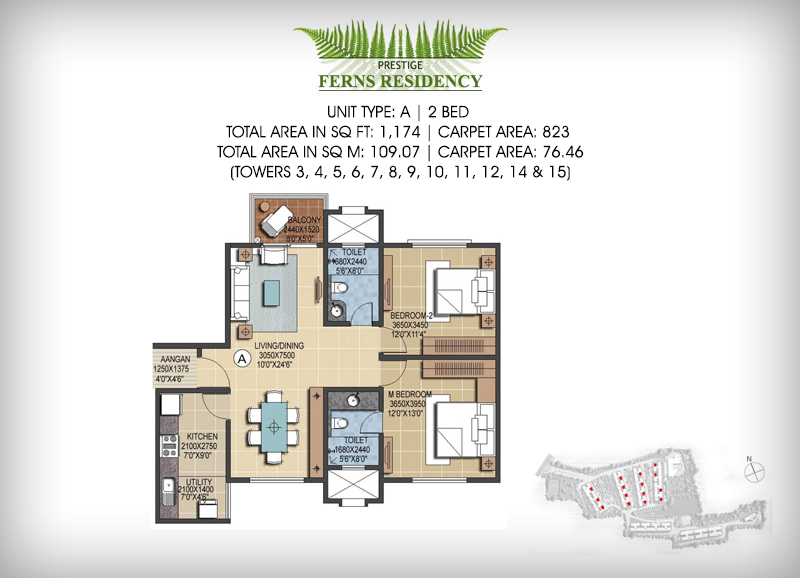 PRESTIGE
FERNS RESIDENCY
UNIT TYPE: A | 2 BED
TOTAL AREA IN SQ FT: 1,174 | CARPET AREA: 823
TOTAL AREA IN SQ M: 109.07 | CARPET AREA: 76.46
(TOWERS 3, 4, 5, 6, 7, 8, 9, 10, 11, 12, 14 & 15)
BALCONY
2440X1520
8'0"X5'0"
TOILET
1680X2440
5'6"X8'0"
BEDROOM-2
3650X3450
12'0"X11'4"
LIVING/DINING
3050X7500
10'0"X24'6"
A
AANGAN
1250X1375
4'0"X4'6"
M BEDROOM
3650X3950
12'0"X13'0"
KITCHEN
2100X2750
7'0"X9'0"
TOILET
1680X2440
5'6"X8'0"
UTILITY
2100X1400
7'0"X4'6"
N